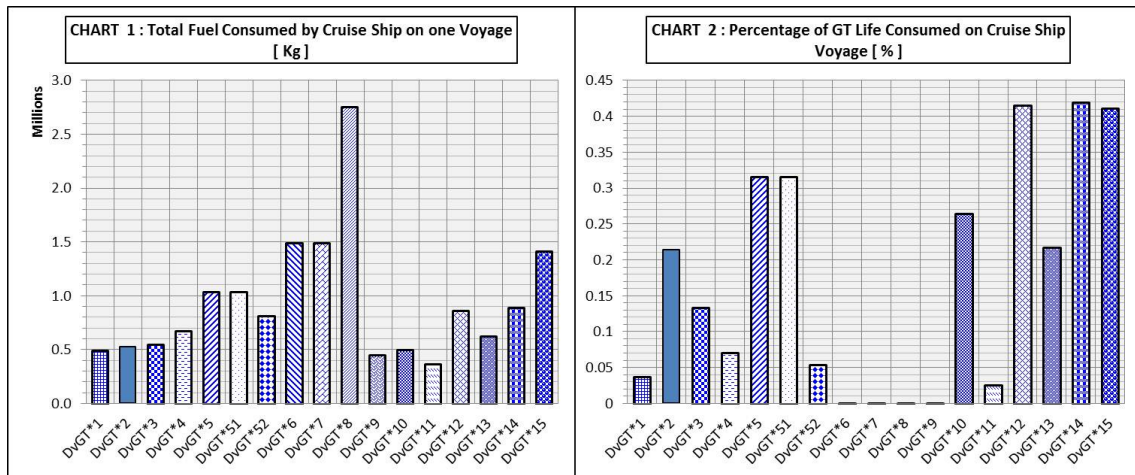 CHART 1 : Total Fuel Consumed by Cruise Ship on one Voyage
[ Kg ]
Millions
3.0
2.5
2.0
1.5
1.0
0.5
0.0
DvGT*1 DvGT*2 DvGT*3 DvGT*4 DvGT*5 DvGT*51 DvGT*52 DvGT*6 DvGT*7 DvGT*8 DvGT*9 DvGT*10 DvGT*11 DvGT*12 DvGT*13 DvGT*14 DvGT*15
CHART 2 : Percentage of GT Life Consumed on Cruise Ship
Voyage [ % ]
0.45
0.4
0.35
0.3
0.25
0.2
0.15
0.1
0.05
0
DvGT*1 DvGT*2 DvGT*3 DvGT*4 DvGT*5 DvGT*51 DvGT*52 DvGT*6 DvGT*7 DvGT*8 DvGT*9 DvGT*10 DvGT*11 DvGT*12 DvGT*13 DvGT*14 DvGT*15